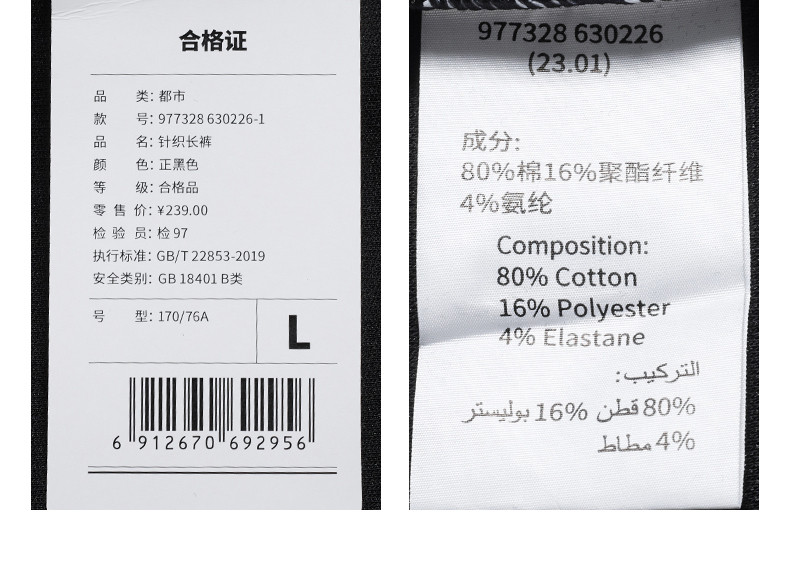 合格证
品 类: 都市
款 号: 977328 630226-1
品 名: 针织长裤
颜 色: 正黑色
等 级: 合格品
零 售 价: ¥239.00
检 验 员: 检 97
执行标准: GB/T 22853-2019
安全类别: GB 18401 B类
号 型: 170/76A
L
6 912670 692956
977328 630226
(23.01)
成分:
80%棉16%聚酯纤维
4%氨纶
Composition:
80% Cotton
16% Polyester
4% Elastane
التركيب:
80% قطن 16% بوليستر
4% مطاط